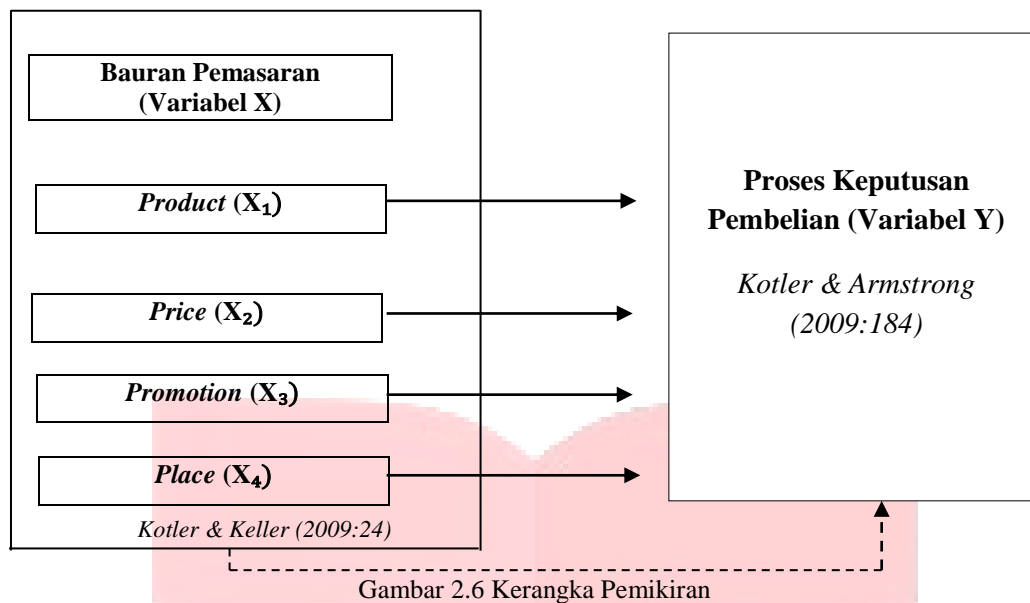 Bauran Pemasaran
(Variabel X)
Product (X₁)
Price (X₂)
Promotion (X₃)
Place (X₄)
Kotler & Keller (2009:24)
Proses Keputusan
Pembelian (Variabel Y)
Kotler & Armstrong
(2009:184)
Gambar 2.6 Kerangka Pemikiran